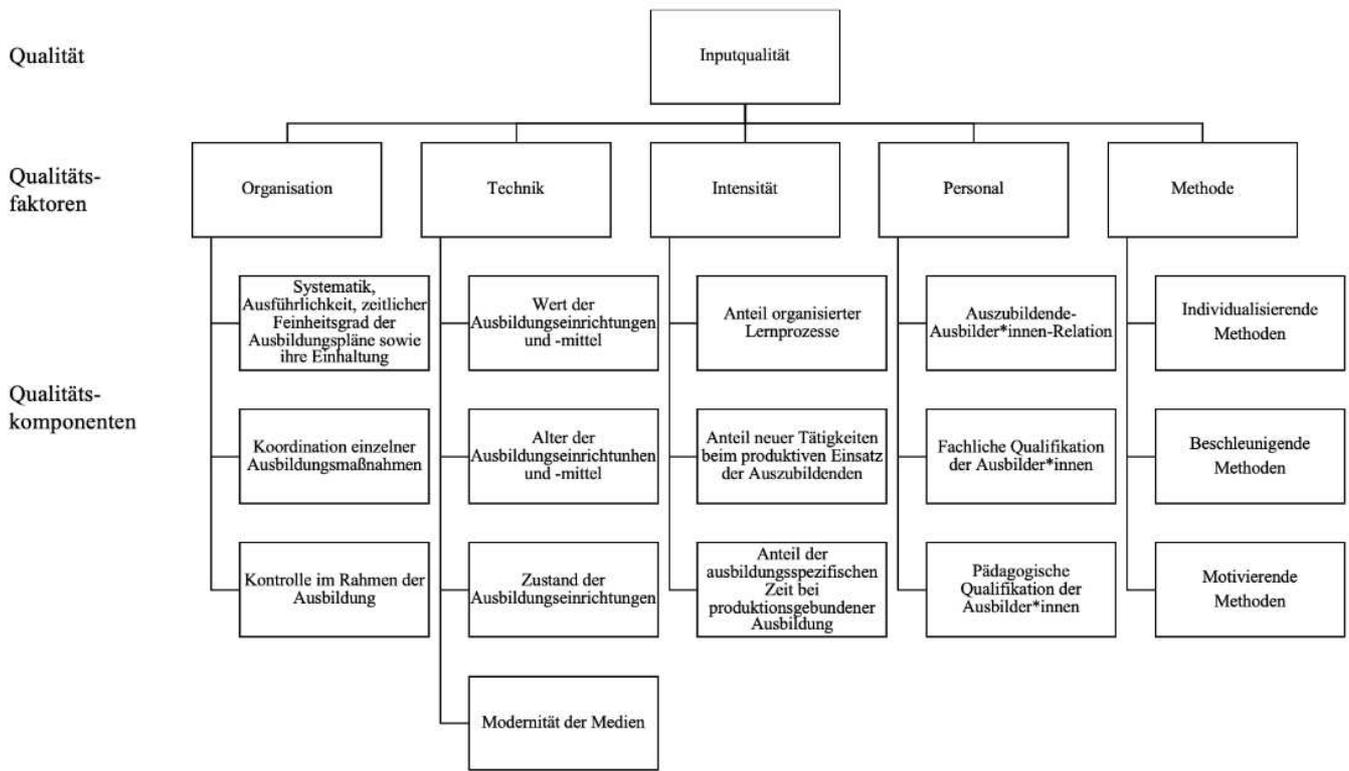 Qualität
Inputqualität
Qualitäts-
faktoren
Organisation
Technik
Intensität
Personal
Methode
Qualitäts-
komponenten
Systematik,
Ausführlichkeit, zeitlicher
Feinheitsgrad der
Ausbildungspläne sowie
ihre Einhaltung
Wert der
Ausbildungseinrichtungen
und -mittel
Anteil organisierter
Lernprozesse
Auszubildende-
Ausbilder*innen-Relation
Individualisierende
Methoden
Koordination einzelner
Ausbildungsmaßnahmen
Alter der
Ausbildungseinrichtunhen
und -mittel
Anteil neuer Tätigkeiten
beim produktiven Einsatz
der Auszubildenden
Fachliche Qualifikation
der Ausbilder*innen
Beschleunigende
Methoden
Kontrolle im Rahmen der
Ausbildung
Zustand der
Ausbildungseinrichtungen
Anteil der
ausbildungsspezifischen
Zeit bei
produktionsgebundener
Ausbildung
Pädagogische
Qualifikation der
Ausbilder*innen
Motivierende
Methoden
Modernität der Medien